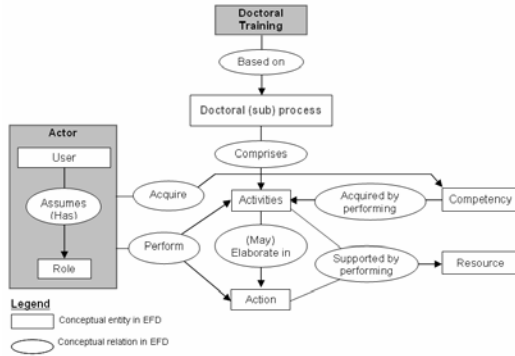 Doctoral
Training
Based on
Doctoral (sub) process
Actor
User
Comprises
Assumes
(Has)
Acquire
Activities
Acquired by
performing
Competency
Perform
(May)
Elaborate in
Supported by
performing
Resource
Role
Action
Legend
Conceptual entity in EFD
Conceptual relation in EFD